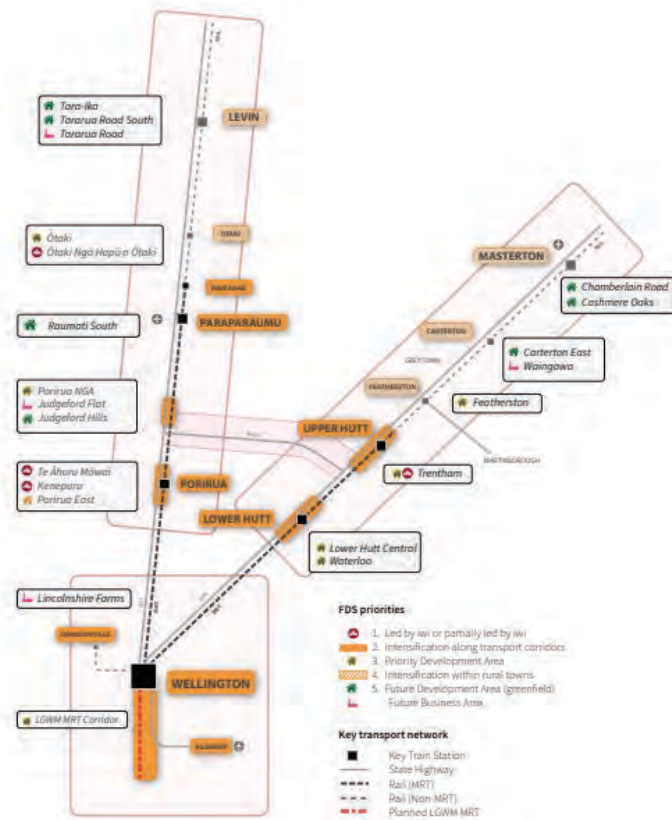 Tara-Ika
Tararua Road South
Tararua Road
LEVIN
Ōtaki
Ōtaki Ngā Hapū o Ōtaki
OTAKI
WAIKANAE
Raumati South
PARAPARAUMU
MASTERTON
Chamberlain Road
Cashmere Oaks
CARTERTON
GREYTOWN
Carterton East
Waingawa
FEATHERSTON
Featherston
MARTINBOROUGH
Porirua NGA
Judgeford Flat
Judgeford Hills
UPPER HUTT
Trentham
Te Āhuru Mōwai
Kenepuru
Porirua East
PORIRUA
LOWER HUTT
Lower Hutt Central
Waterloo
Lincolnshire Farms
JOHNSONVILLE
WELLINGTON
LGWM MRT Corridor
KILBIRNIE
FDS priorities
1. Led by iwi or partially led by iwi
2. Intensification along transport corridors
3. Priority Development Area
4. Intensification within rural towns
5. Future Development Area (greenfield)
Future Business Area
Key transport network
Key Train Station
State Highway
Rail (MRT)
Rail (Non-MRT)
Planned LGWM MRT